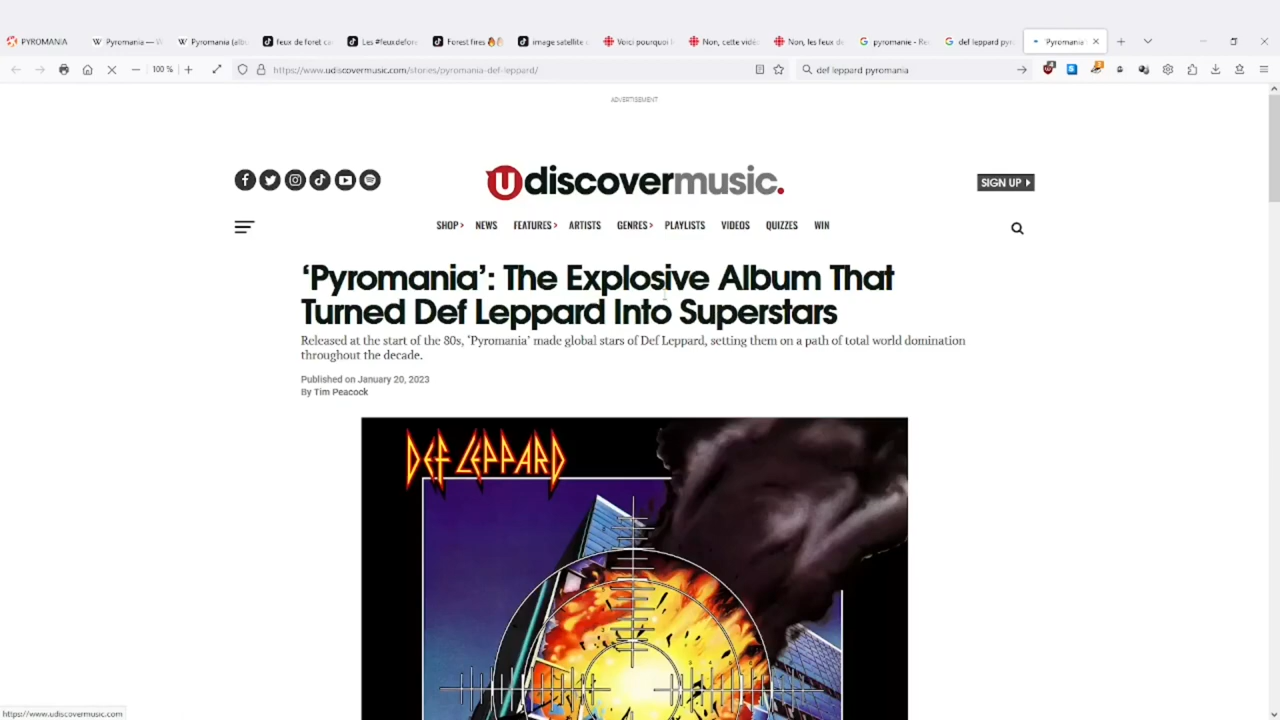 PYROMANIA
Pyromania — W
Pyromania (albu
feux de foret ca
Les #feuxdefore
Forest fires
image satellite
Voici pourquoi l
Non, cette vidé
Non, les feux de
pyromanie - Re
def leppard pyr
Pyromania
100 %
https://www.udiscovermusic.com/stories/pyromania-def-leppard/
def leppard pyromania
ADVERTISEMENT
udiscovermusic.
SIGN UP
SHOP
NEWS
FEATURES
ARTISTS
GENRES
PLAYLISTS
VIDEOS
QUIZZES
WIN
‘Pyromania’: The Explosive Album That
Turned Def Leppard Into Superstars
Released at the start of the 80s, ‘Pyromania’ made global stars of Def Leppard, setting them on a path of total world domination
throughout the decade.
Published on January 20, 2023
By Tim Peacock
DEF LEPPARD
https://www.udiscovermusic.com